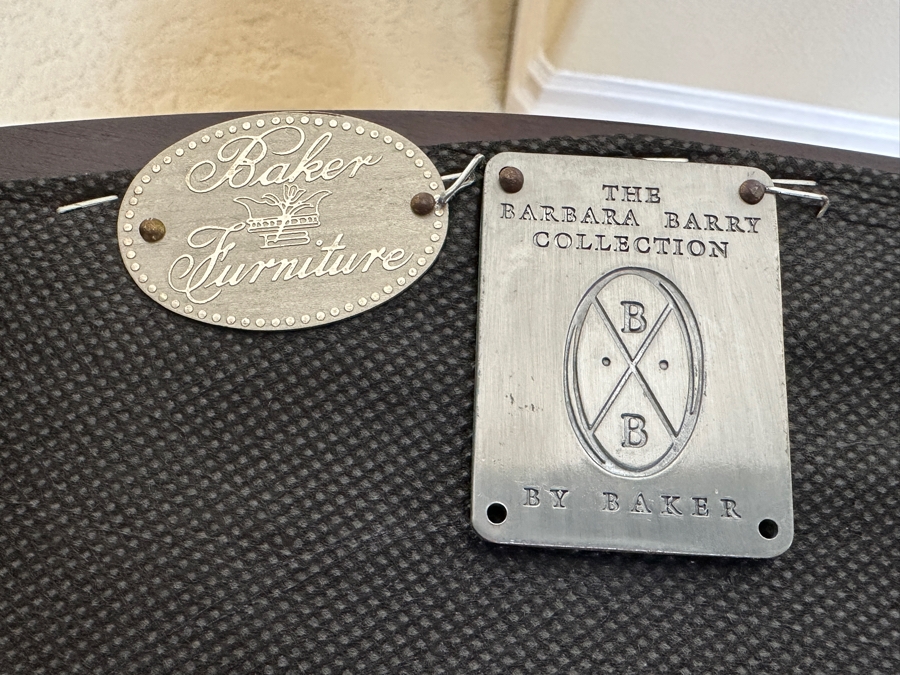 Baker
Furniture
THE
BARBARA BARRY
COLLECTION
B
B
BY BAKER